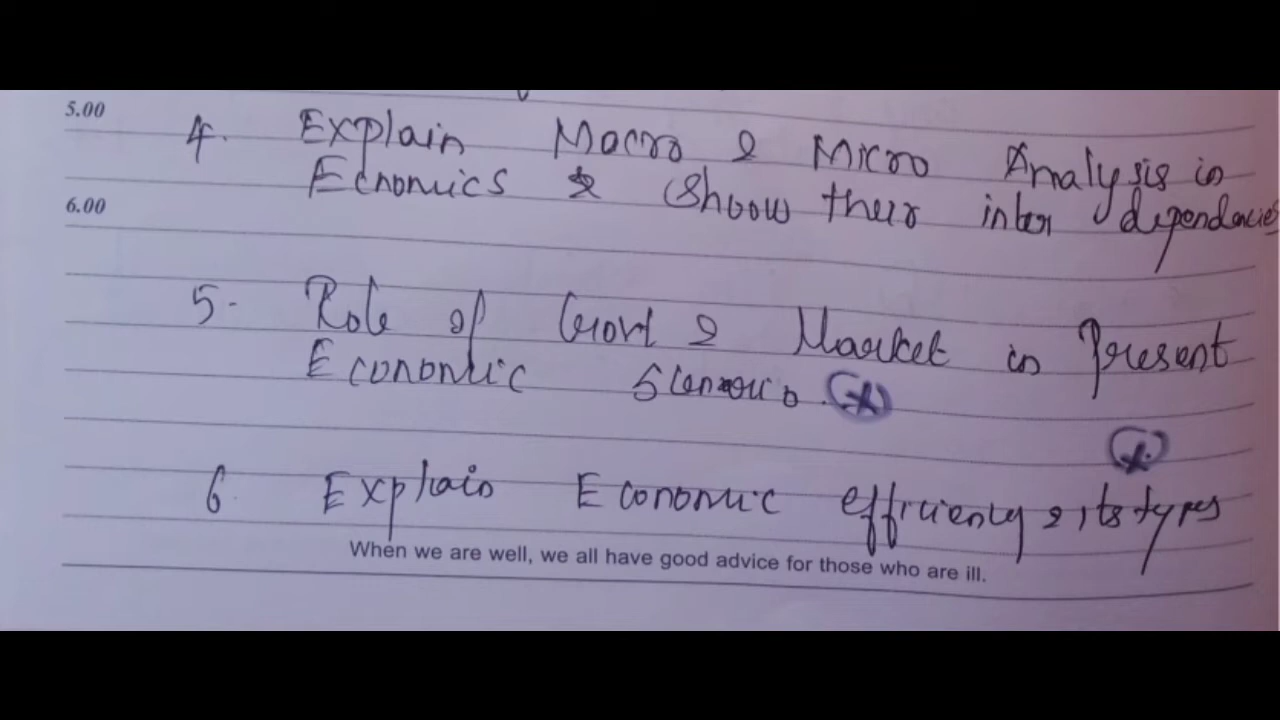 5.00
4. Explain Macro & Micro Analysis in
Ecnomics & Shoow their inter dependencies
6.00
5. Role of Govt & Market in Present
Economic Scenario.
6. Explain Economic efficiency & its types
When we are well, we all have good advice for those who are ill.